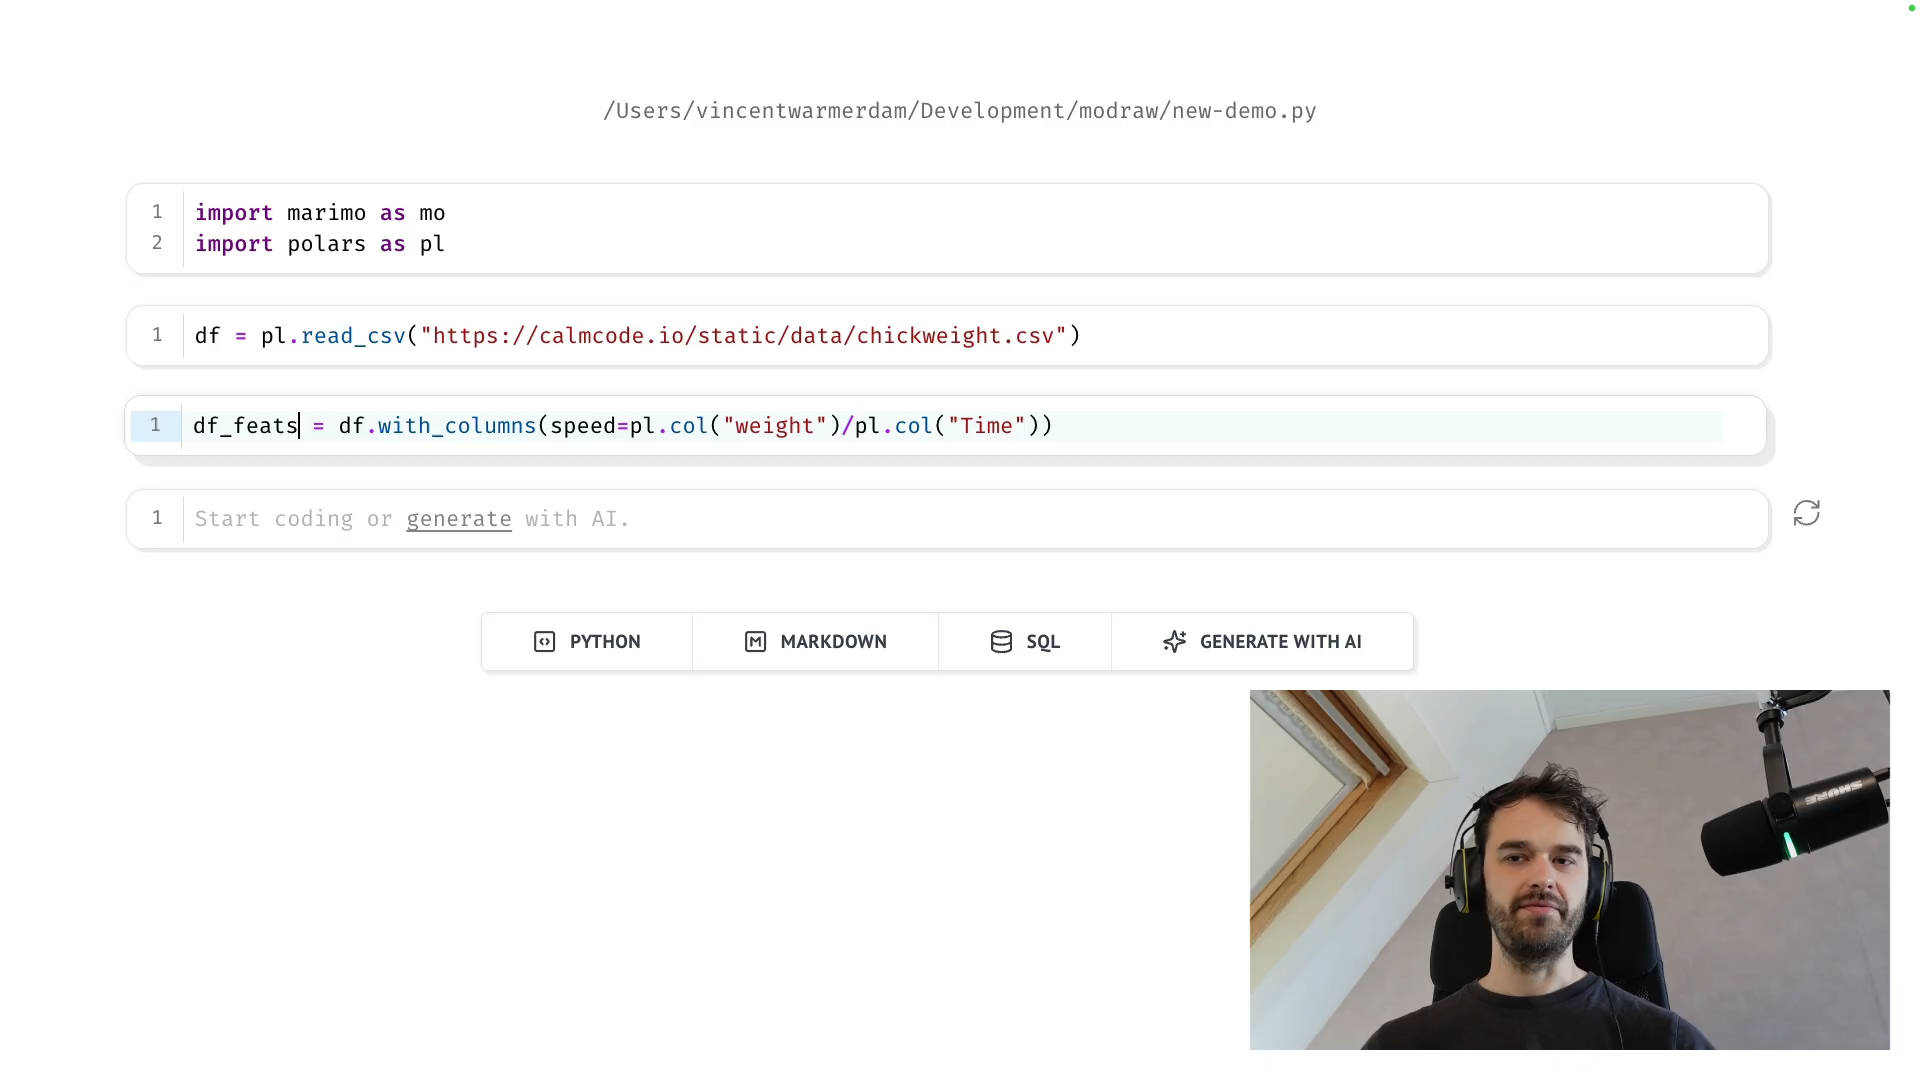 /Users/vincentwarmerdam/Development/modraw/new-demo.py
1 import marimo as mo
2 import polars as pl
1 df = pl.read_csv("https://calmcode.io/static/data/chickweight.csv")
1 df_feats = df.with_columns(speed=pl.col("weight")/pl.col("Time"))
1 Start coding or generate with AI.
PYTHON MARKDOWN SQL GENERATE WITH AI
SHURE